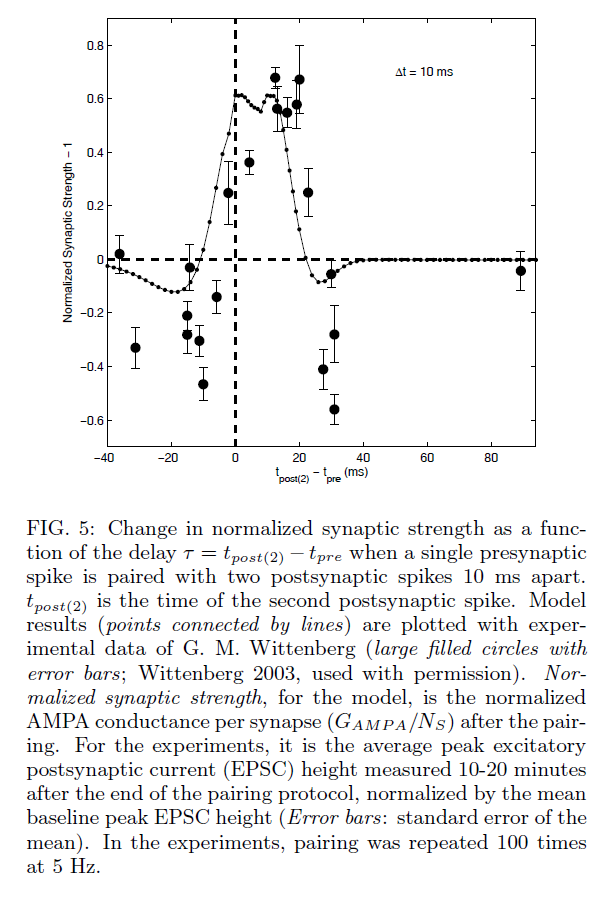 0.8
Δt = 10 ms
0.6
0.4
0.2
0
−0.2
−0.4
−0.6
Normalized Synaptic Strength − 1
−40 −20 0 20 40 60 80
t_post(2) − t_pre (ms)
FIG. 5: Change in normalized synaptic strength as a func-
tion of the delay τ = t_post(2) − t_pre when a single presynaptic
spike is paired with two postsynaptic spikes 10 ms apart.
t_post(2) is the time of the second postsynaptic spike. Model
results (points connected by lines) are plotted with exper-
imental data of G. M. Wittenberg (large filled circles with
error bars; Wittenberg 2003, used with permission). Nor-
malized synaptic strength, for the model, is the normalized
AMPA conductance per synapse (G_AMPA/N_S) after the pair-
ing. For the experiments, it is the average peak excitatory
postsynaptic current (EPSC) height measured 10-20 minutes
after the end of the pairing protocol, normalized by the mean
baseline peak EPSC height (Error bars: standard error of the
mean). In the experiments, pairing was repeated 100 times
at 5 Hz.